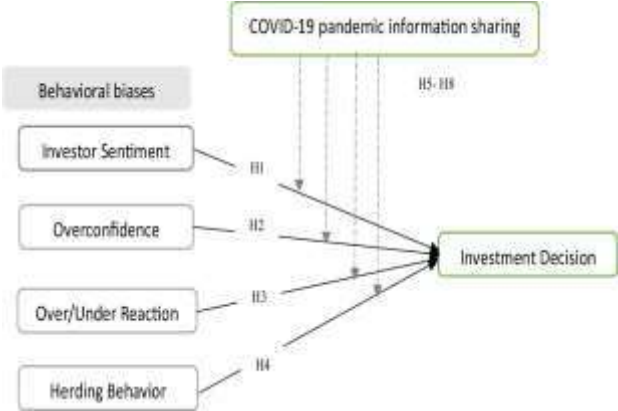 COVID-19 pandemic information sharing
H5- H8
Behavioral biases
Investor Sentiment
H1
Overconfidence
H2
Investment Decision
H3
Over/Under Reaction
H4
Herding Behavior